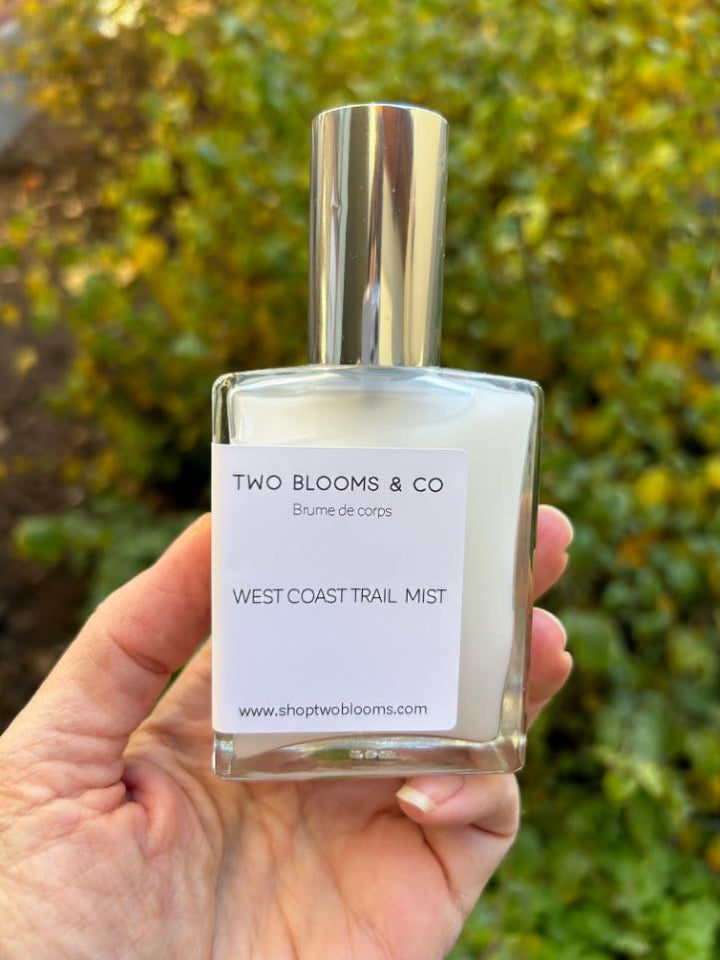 TWO BLOOMS & CO
Brume de corps
WEST COAST TRAIL MIST
www.shoptwoblooms.com